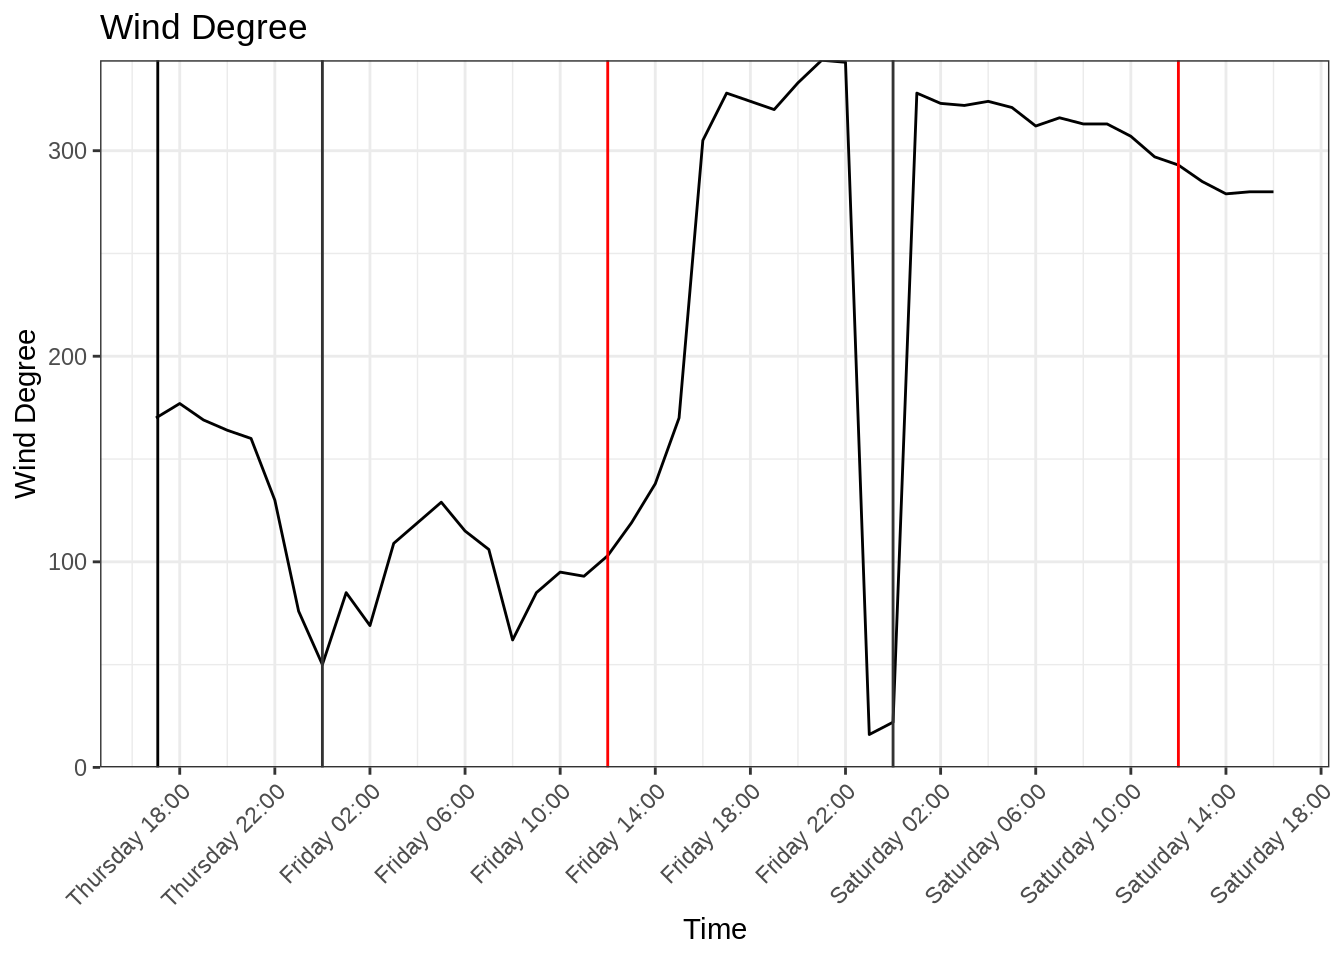 Wind Degree
Wind Degree
300
200
100
0
Thursday 18:00
Thursday 22:00
Friday 02:00
Friday 06:00
Friday 10:00
Friday 14:00
Friday 18:00
Friday 22:00
Saturday 02:00
Saturday 06:00
Saturday 10:00
Saturday 14:00
Saturday 18:00
Time